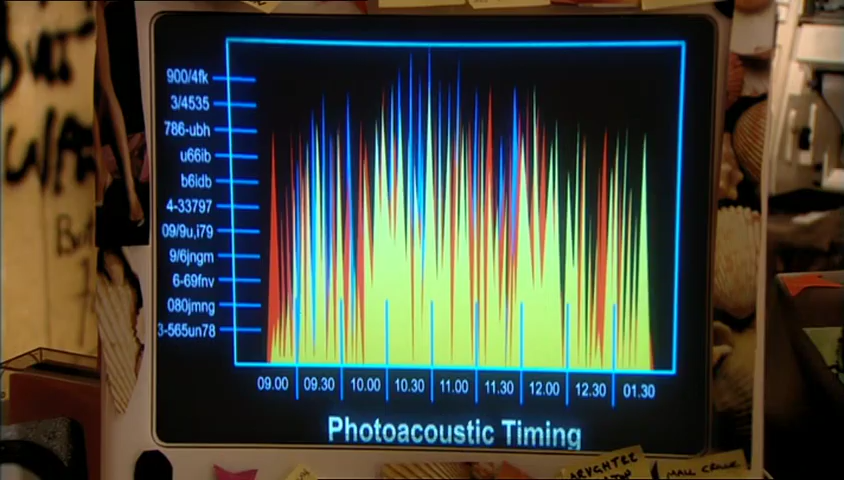 900/4fk
3/4535
786-ubh
u66ib
b6idb
4-33797
09/9u,i79
9/6jngm
6-69fnv
080jmng
3-565un78
09.00 09.30 10.00 10.30 11.00 11.30 12.00 12.30 01.30
Photoacoustic Timing
MALL CRAWL